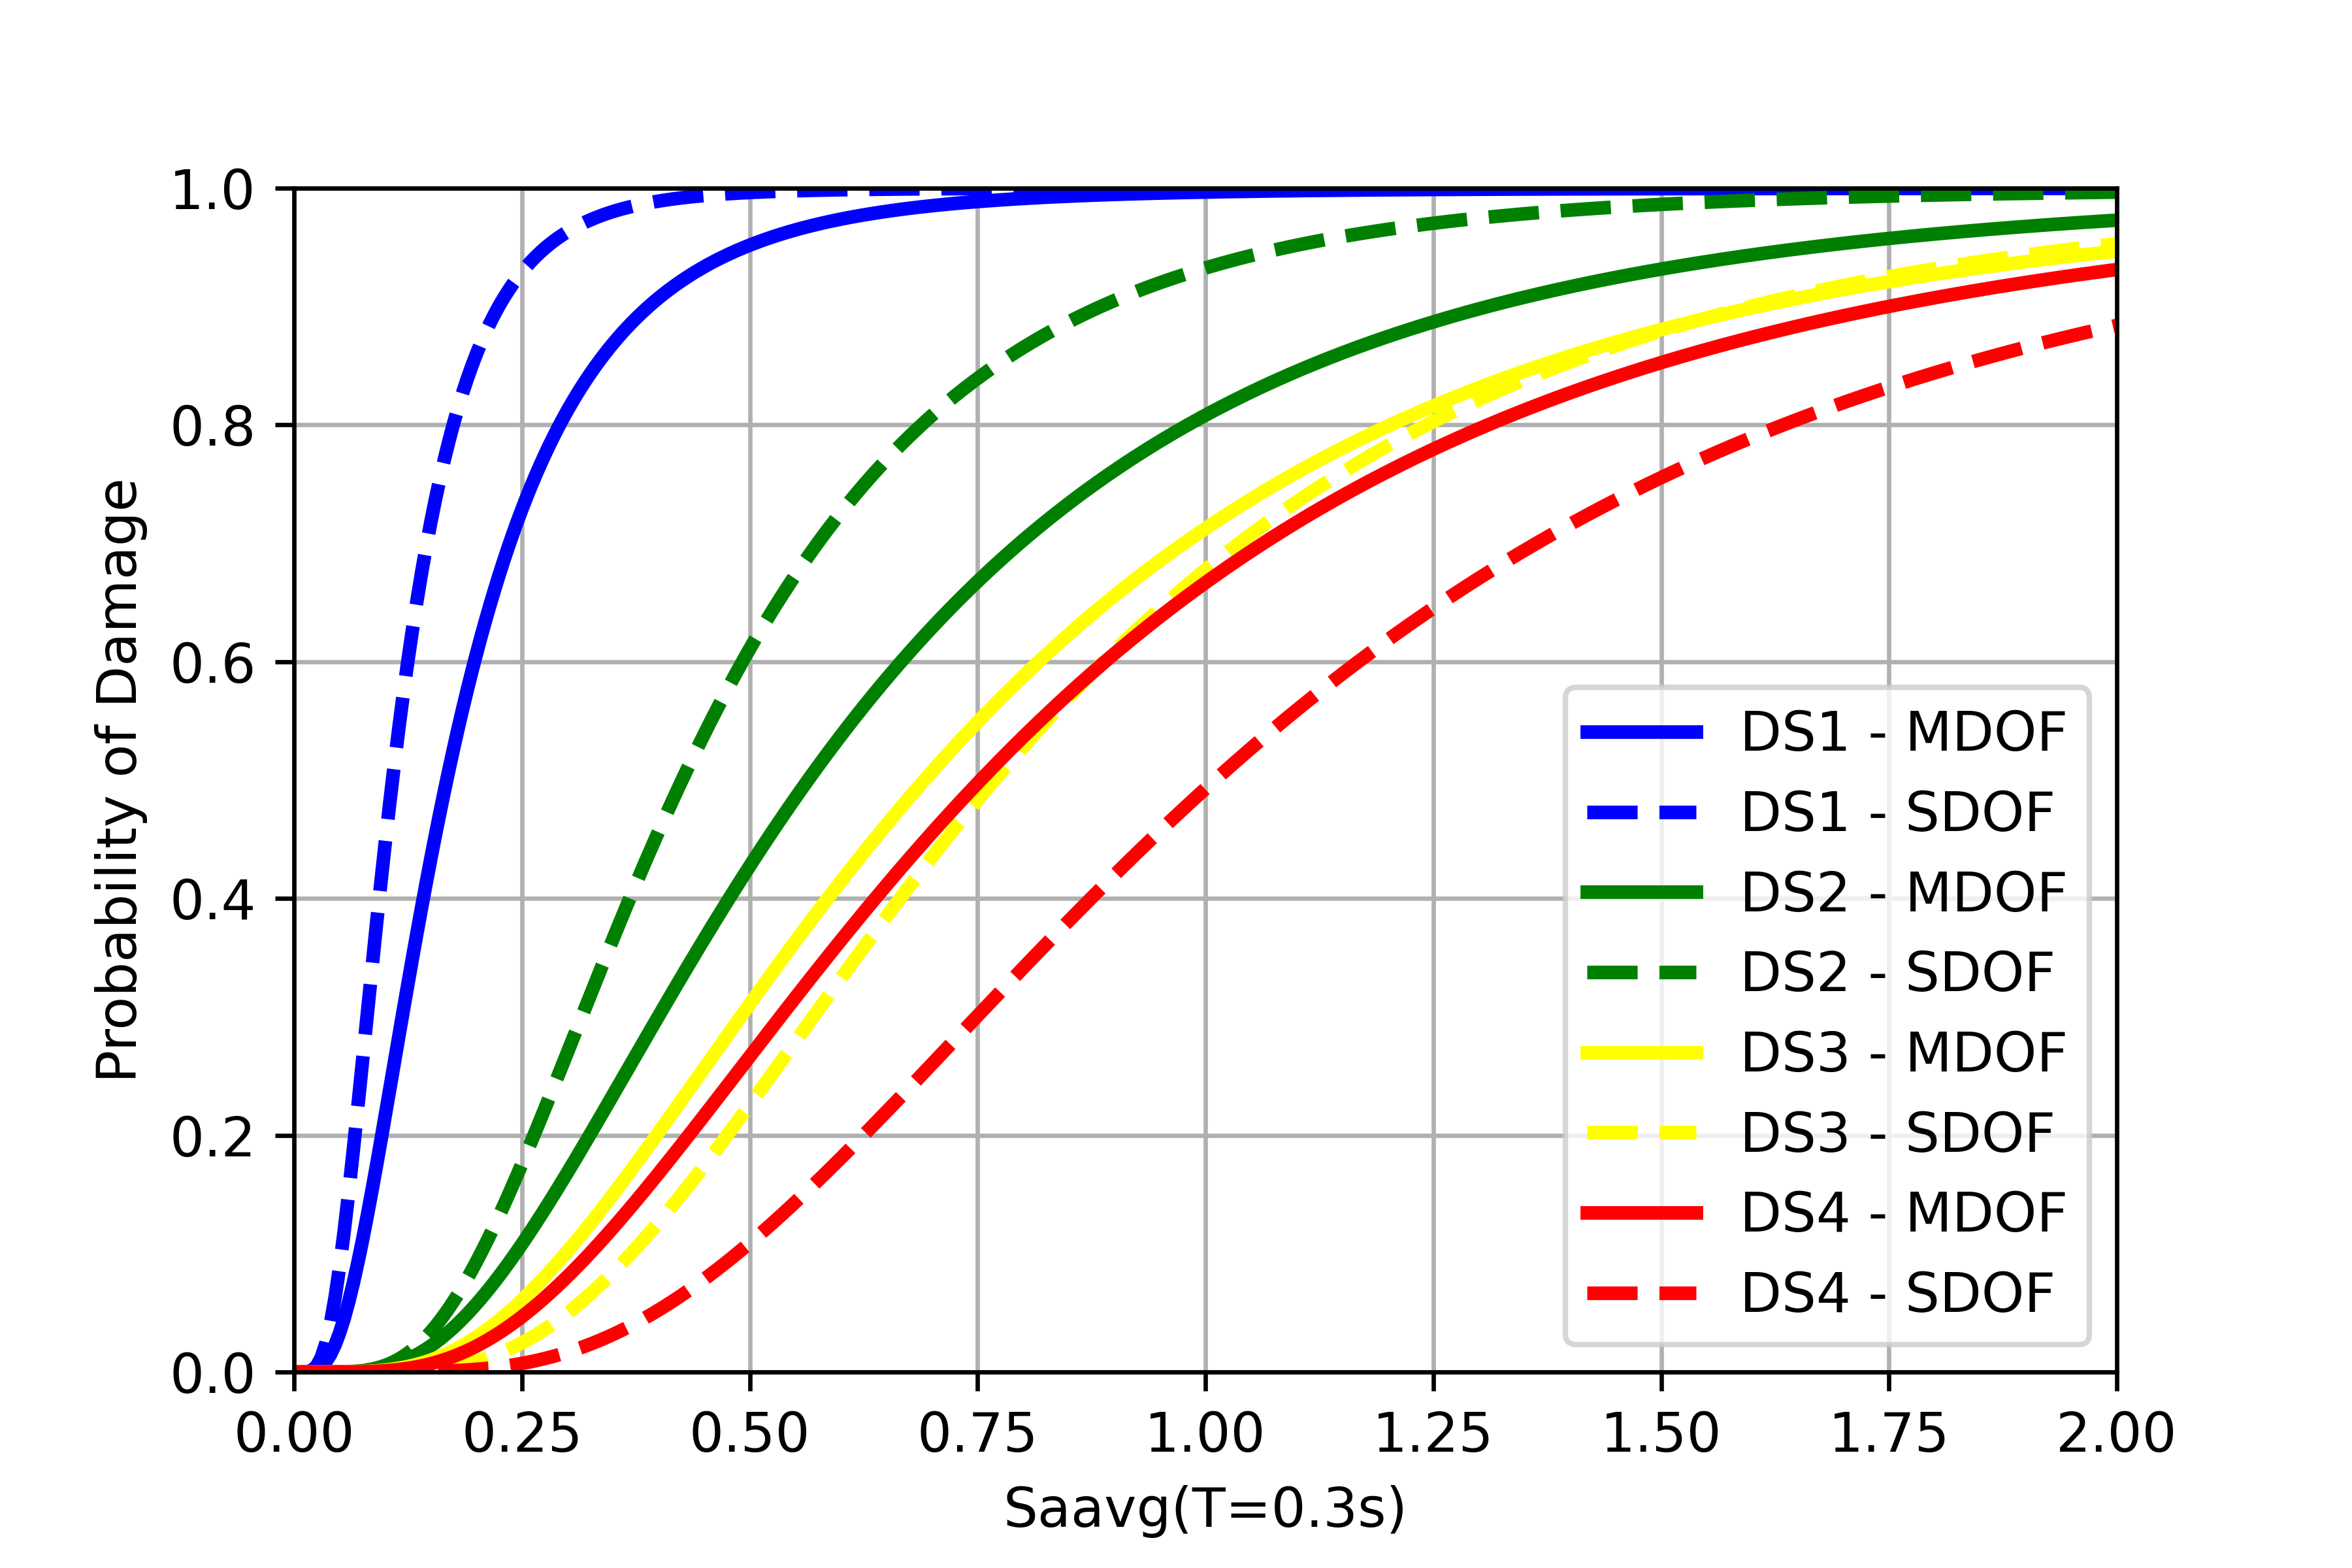 1.0
0.8
0.6
0.4
0.2
0.0
Probability of Damage
0.00 0.25 0.50 0.75 1.00 1.25 1.50 1.75 2.00
Saavg(T=0.3s)
DS1 - MDOF
DS1 - SDOF
DS2 - MDOF
DS2 - SDOF
DS3 - MDOF
DS3 - SDOF
DS4 - MDOF
DS4 - SDOF